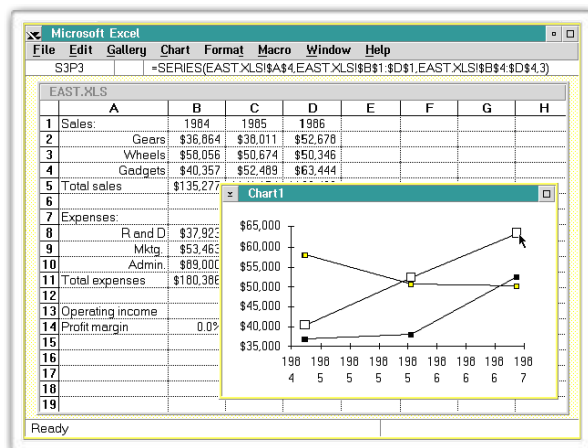 Microsoft Excel
File Edit Gallery Chart Format Macro Window Help
S3P3 =SERIES(EAST.XLS!$A$4,EAST.XLS!$B$1:$D$1,EAST.XLS!$B$4:$D$4,3)
EAST.XLS
A B C D E F G H
1 Sales: 1984 1985 1986
2 Gears $36,864 $38,011 $52,678
3 Wheels $58,056 $50,674 $50,346
4 Gadgets $40,357 $52,489 $63,444
5 Total sales $135,277
6
7 Expenses:
8 R and D $37,923
9 Mktg. $53,463
10 Admin. $89,000
11 Total expenses $180,386
12
13 Operating income
14 Profit margin 0.0%
15
16
17
18
19
Chart1
$65,000
$60,000
$55,000
$50,000
$45,000
$40,000
$35,000
198 198 198 198 198 198 198 198
4 5 5 5 6 6 6 7
Ready